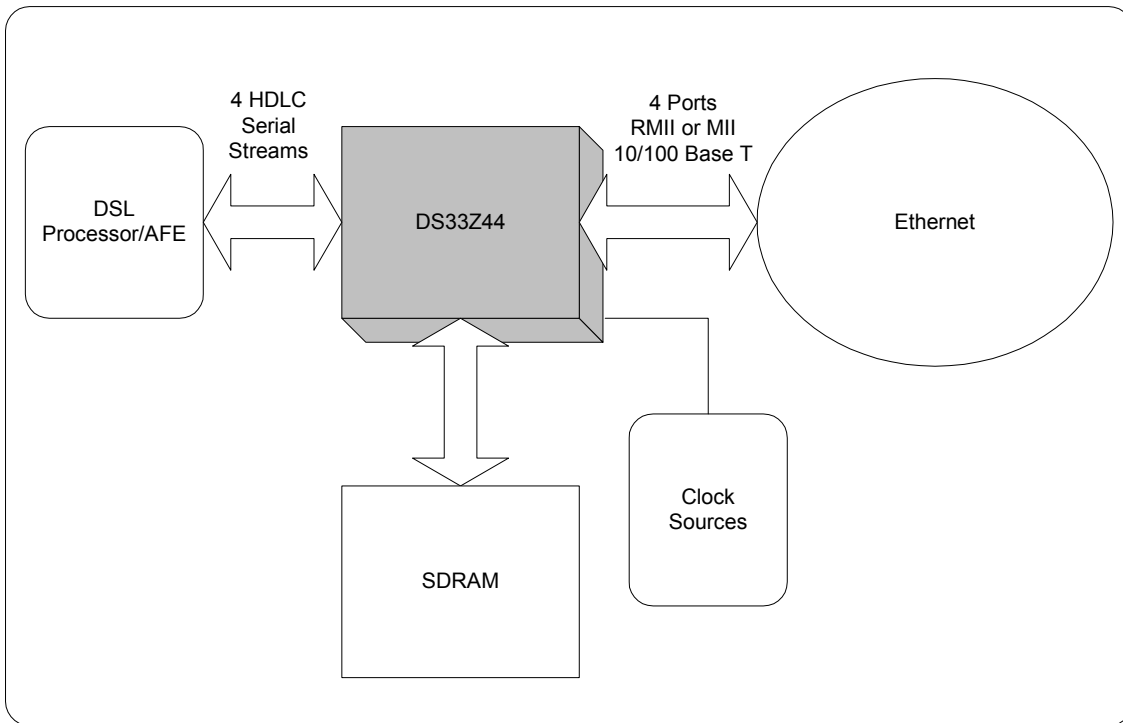 4 HDLC
Serial
Streams
4 Ports
RMII or MII
10/100 Base T
DSL
Processor/AFE
DS33Z44
Ethernet
Clock
Sources
SDRAM